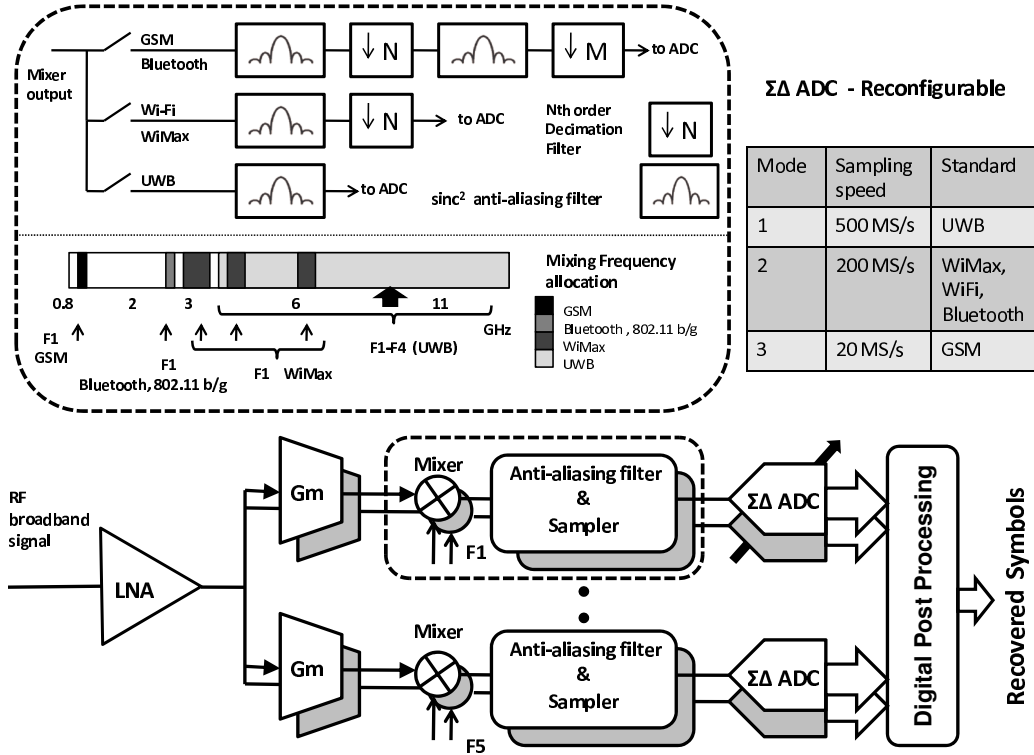 GSM
Bluetooth
Mixer
output
↓ N
↓ M
to ADC
Wi-Fi
WiMax
↓ N
to ADC
Nth order
Decimation
Filter
↓ N
UWB
to ADC
sinc² anti-aliasing filter
Mixing Frequency
allocation
0.8 2 3 6 11
GHz
F1
GSM
F1
Bluetooth, 802.11 b/g
F1 WiMax
F1-F4 (UWB)
GSM
Bluetooth, 802.11 b/g
WiMax
UWB
ΣΔ ADC - Reconfigurable
Mode Sampling speed Standard
1 500 MS/s UWB
2 200 MS/s WiMax, WiFi, Bluetooth
3 20 MS/s GSM
RF
broadband
signal
LNA
Gm
Mixer
F1
Anti-aliasing filter
&
Sampler
ΣΔ ADC
Gm
Mixer
F5
Anti-aliasing filter
&
Sampler
ΣΔ ADC
Digital Post Processing
Recovered Symbols